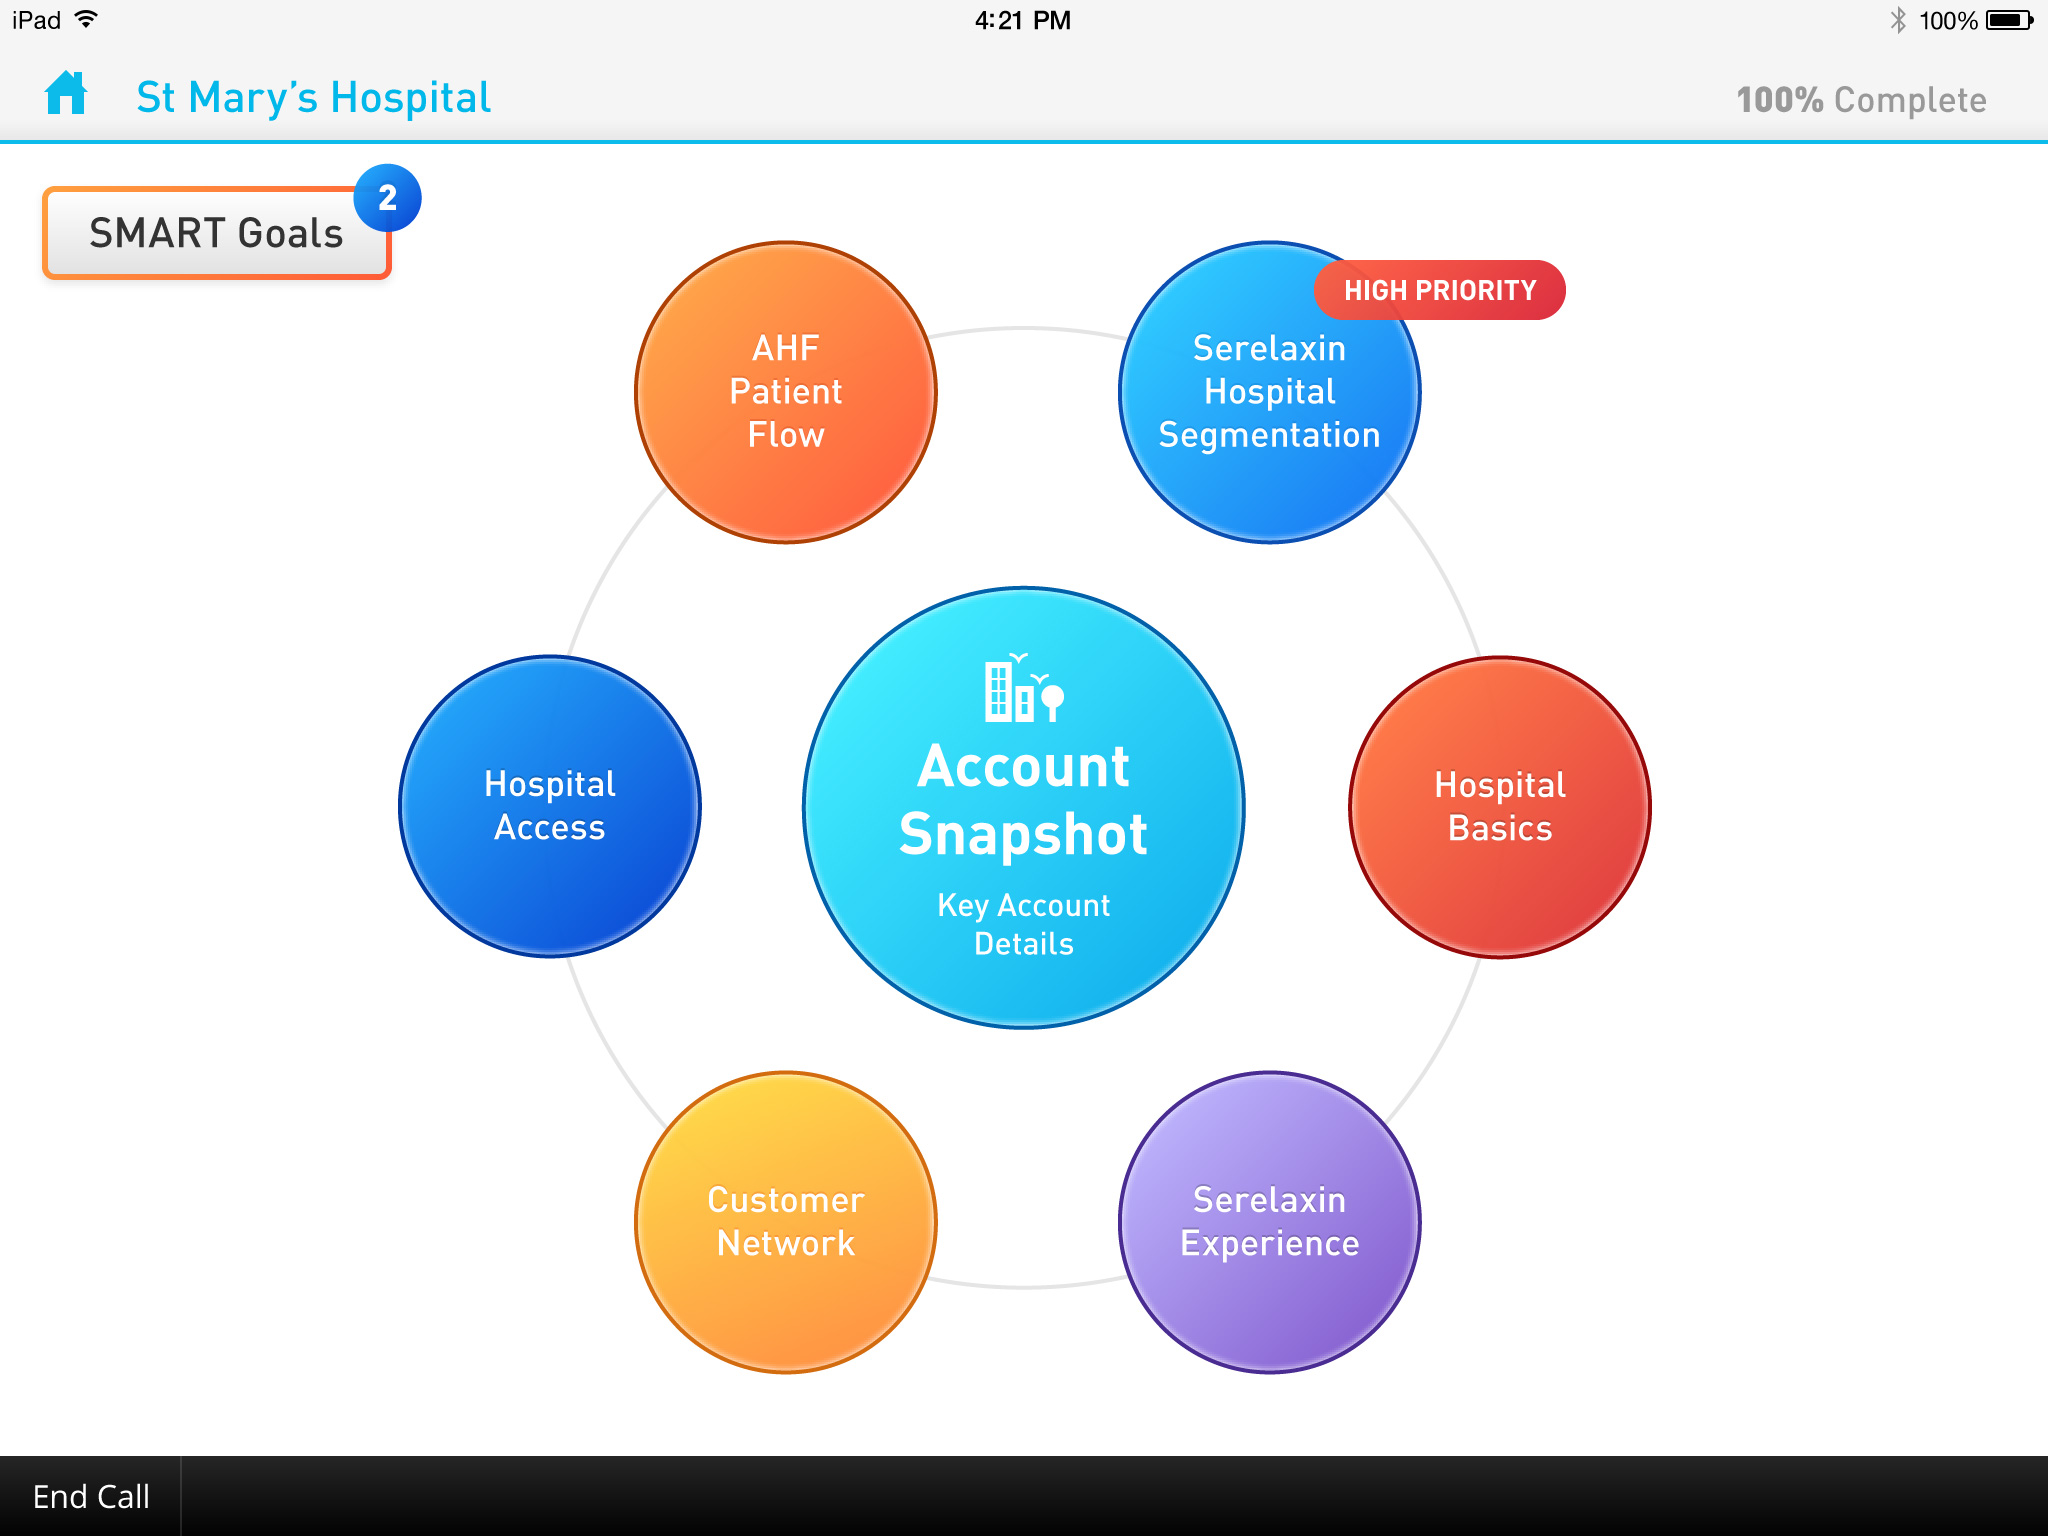 iPad
4:21 PM
100%
St Mary’s Hospital
100% Complete
SMART Goals
2
AHF
Patient
Flow
HIGH PRIORITY
Serelaxin
Hospital
Segmentation
Hospital
Access
Account
Snapshot
Key Account
Details
Hospital
Basics
Customer
Network
Serelaxin
Experience
End Call